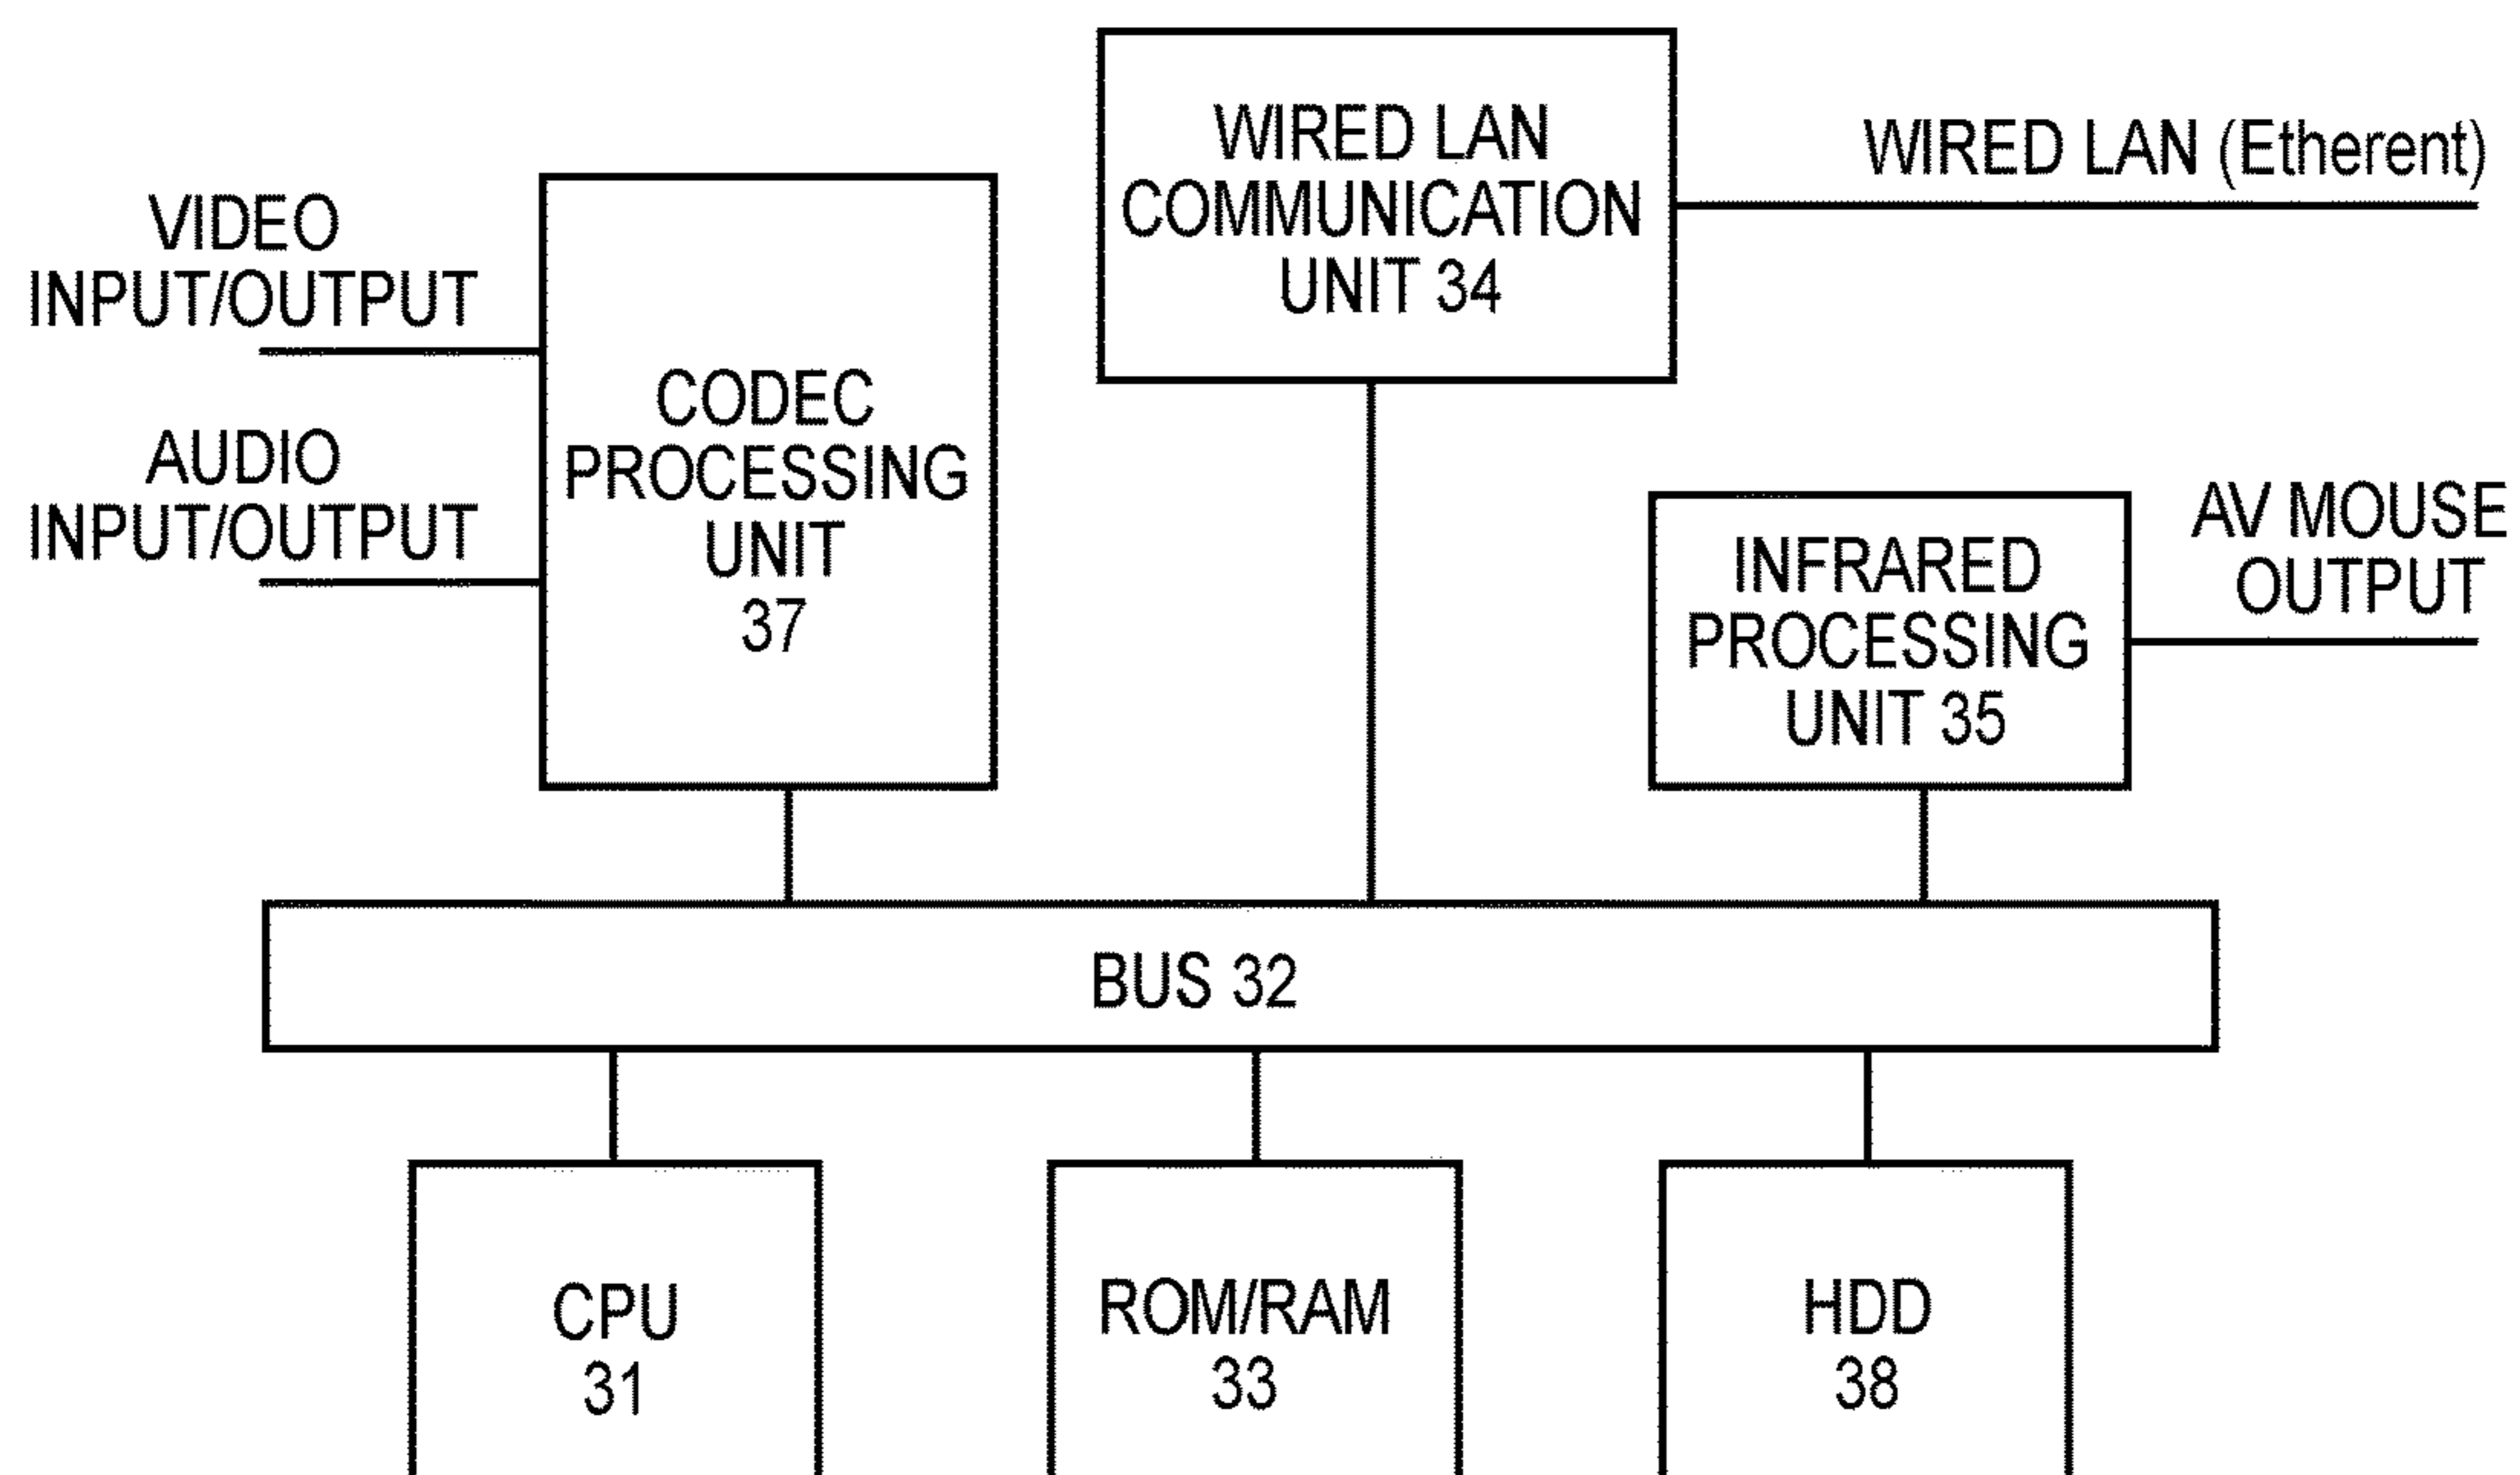 WIRED LAN
COMMUNICATION
UNIT 34
WIRED LAN (Etherent)
VIDEO
INPUT/OUTPUT
AUDIO
INPUT/OUTPUT
CODEC
PROCESSING
UNIT
37
INFRARED
PROCESSING
UNIT 35
AV MOUSE
OUTPUT
BUS 32
CPU
31
ROM/RAM
33
HDD
38